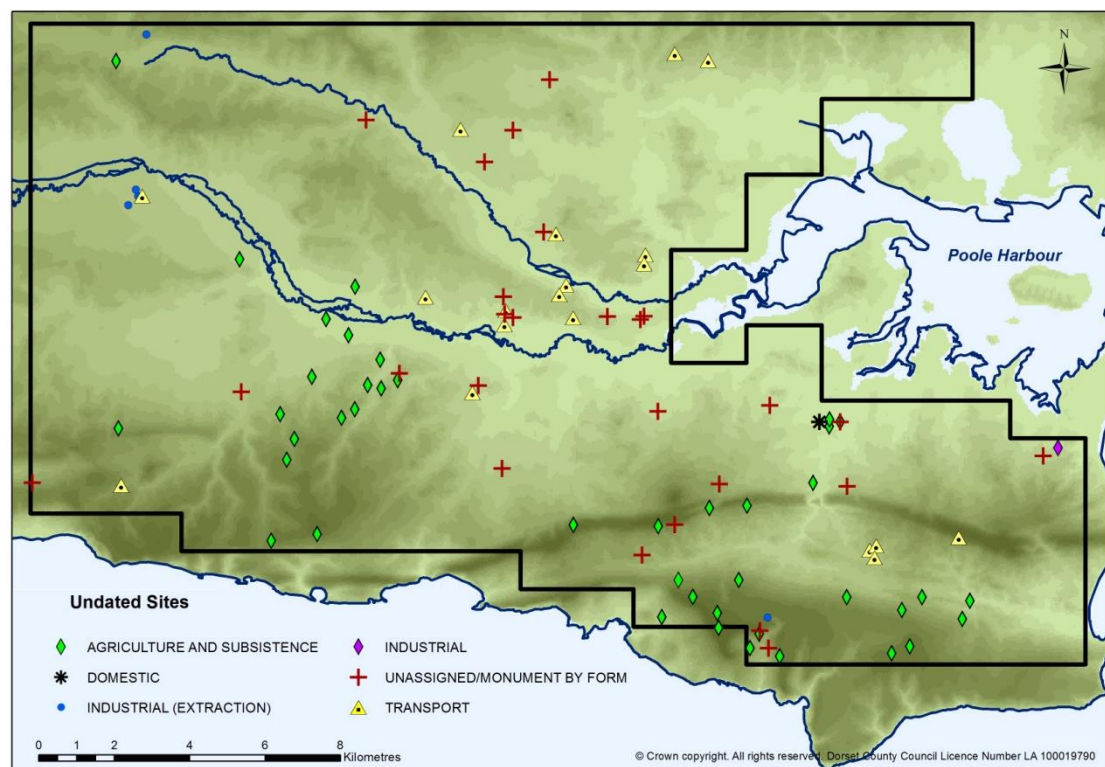 N
Poole Harbour
Undated Sites
AGRICULTURE AND SUBSISTENCE
INDUSTRIAL
DOMESTIC
UNASSIGNED/MONUMENT BY FORM
INDUSTRIAL (EXTRACTION)
TRANSPORT
0 1 2 4 6 8
Kilometres
© Crown copyright. All rights reserved. Dorset County Council Licence Number LA 100019790